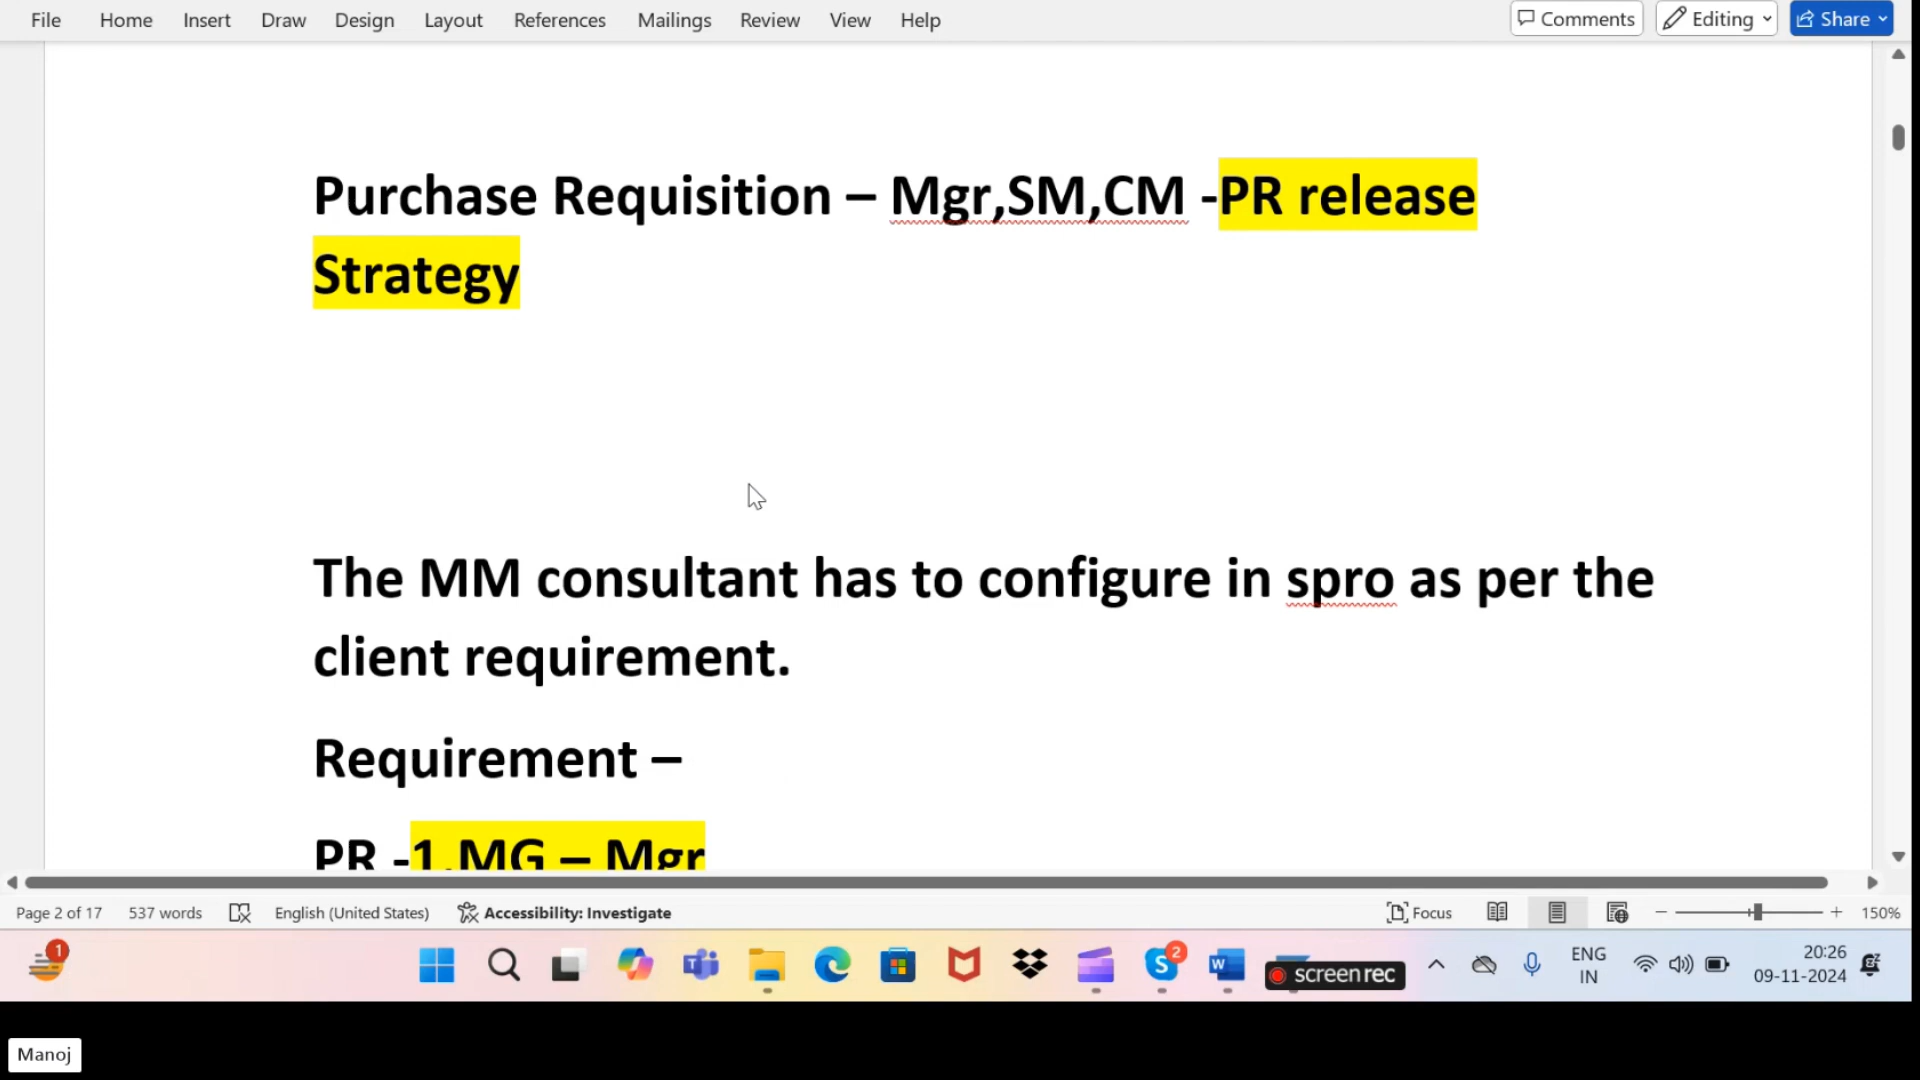 File Home Insert Draw Design Layout References Mailings Review View Help Comments Editing Share
Purchase Requisition – Mgr,SM,CM -PR release
Strategy
The MM consultant has to configure in spro as per the
client requirement.
Requirement –
PR -1.MG – Mgr
Page 2 of 17 537 words English (United States) Accessibility: Investigate Focus 150%
1 2 screenrec ENG 20:26
IN 09-11-2024
Manoj